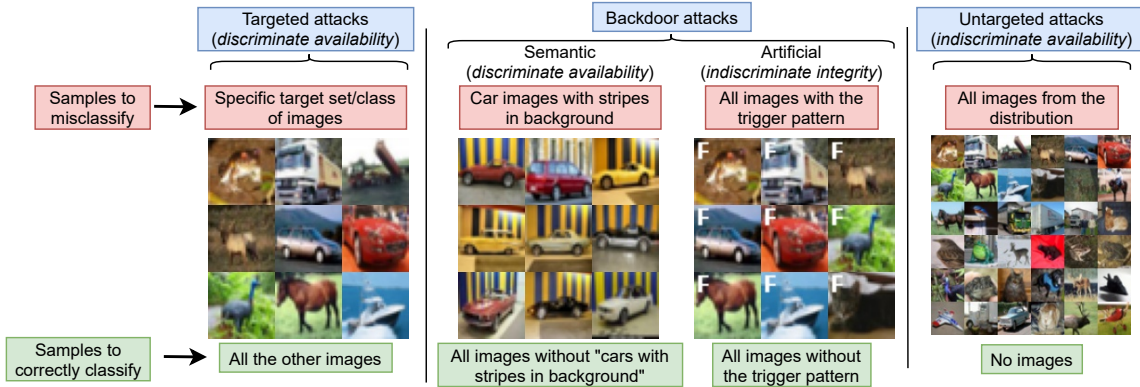 Targeted attacks
(discriminate availability)
Backdoor attacks
Untargeted attacks
(indiscriminate availability)
Semantic
(discriminate availability)
Artificial
(indiscriminate integrity)
Samples to
misclassify
Specific target set/class
of images
Car images with stripes
in background
All images with the
trigger pattern
All images from the
distribution
F F F
F F F
F F F
Samples to
correctly classify
All the other images
All images without "cars with
stripes in background"
All images without
the trigger pattern
No images